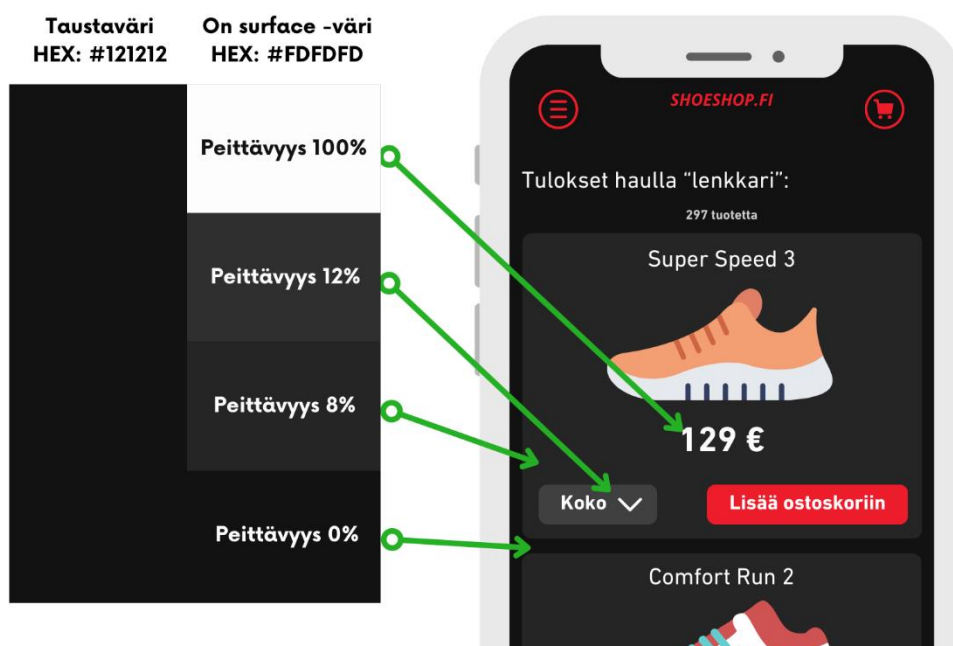 Taustaväri
HEX: #121212
On surface -väri
HEX: #FDFDFD
Peittävyys 100%
Peittävyys 12%
Peittävyys 8%
Peittävyys 0%
SHOESHOP.FI
Tulokset haulla “lenkkari”:
297 tuotetta
Super Speed 3
129 €
Koko
Lisää ostoskoriin
Comfort Run 2